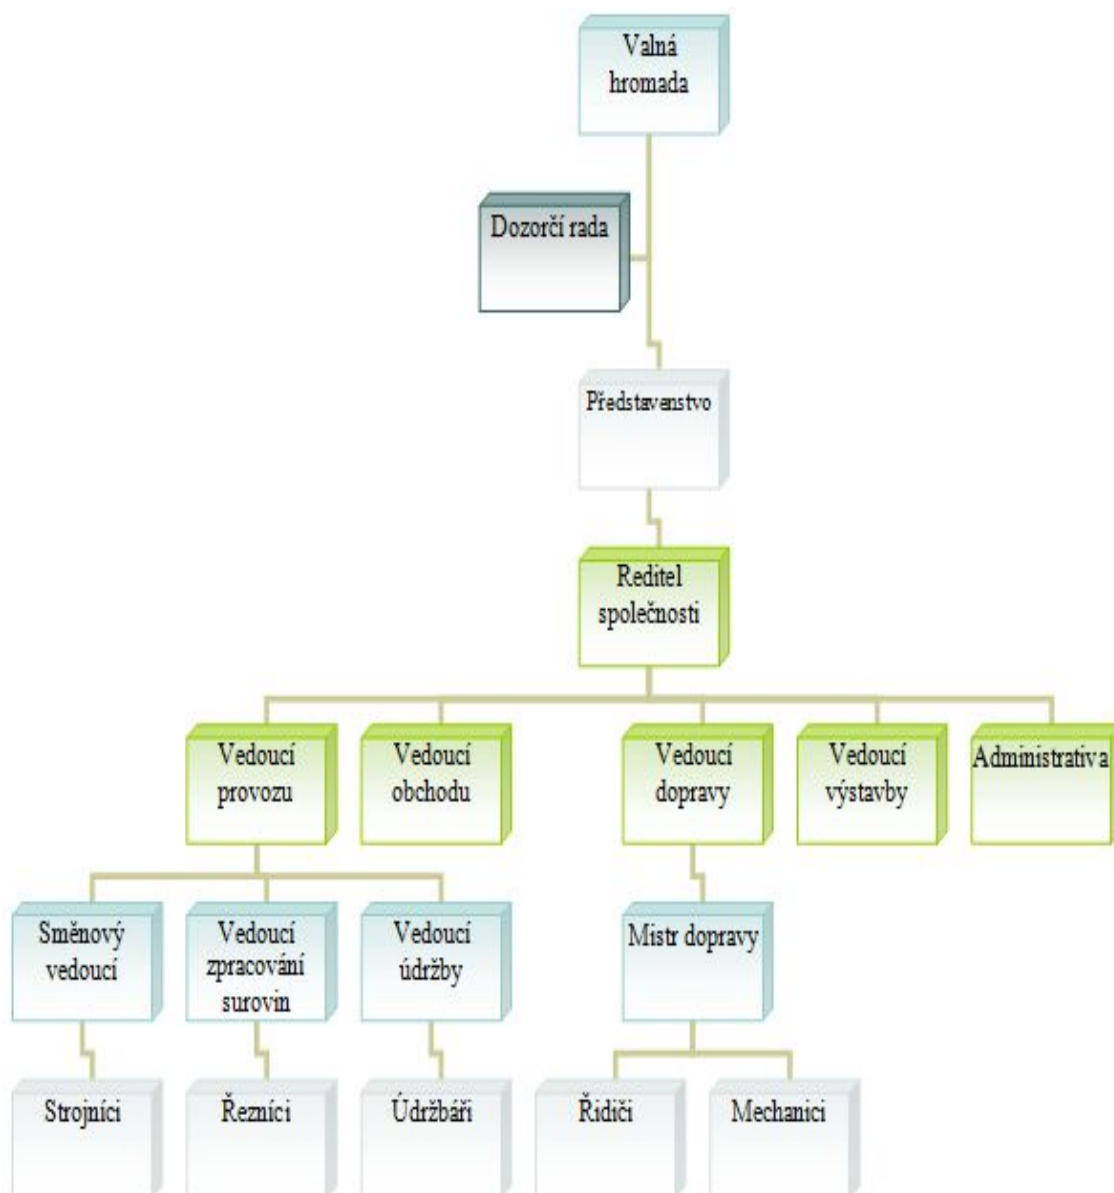 Valná
hromada
Dozorčí rada
Představenstvo
Reditel
společnosti
Vedoucí
provozu
Vedoucí
obchodu
Vedoucí
dopravy
Vedoucí
výstavby
Administrativa
Směnový
vedoucí
Vedoucí
zpracování
surovin
Vedoucí
údržby
Mistr dopravy
Strojníci
Řezníci
Údržbáři
Řidiči
Mechanici